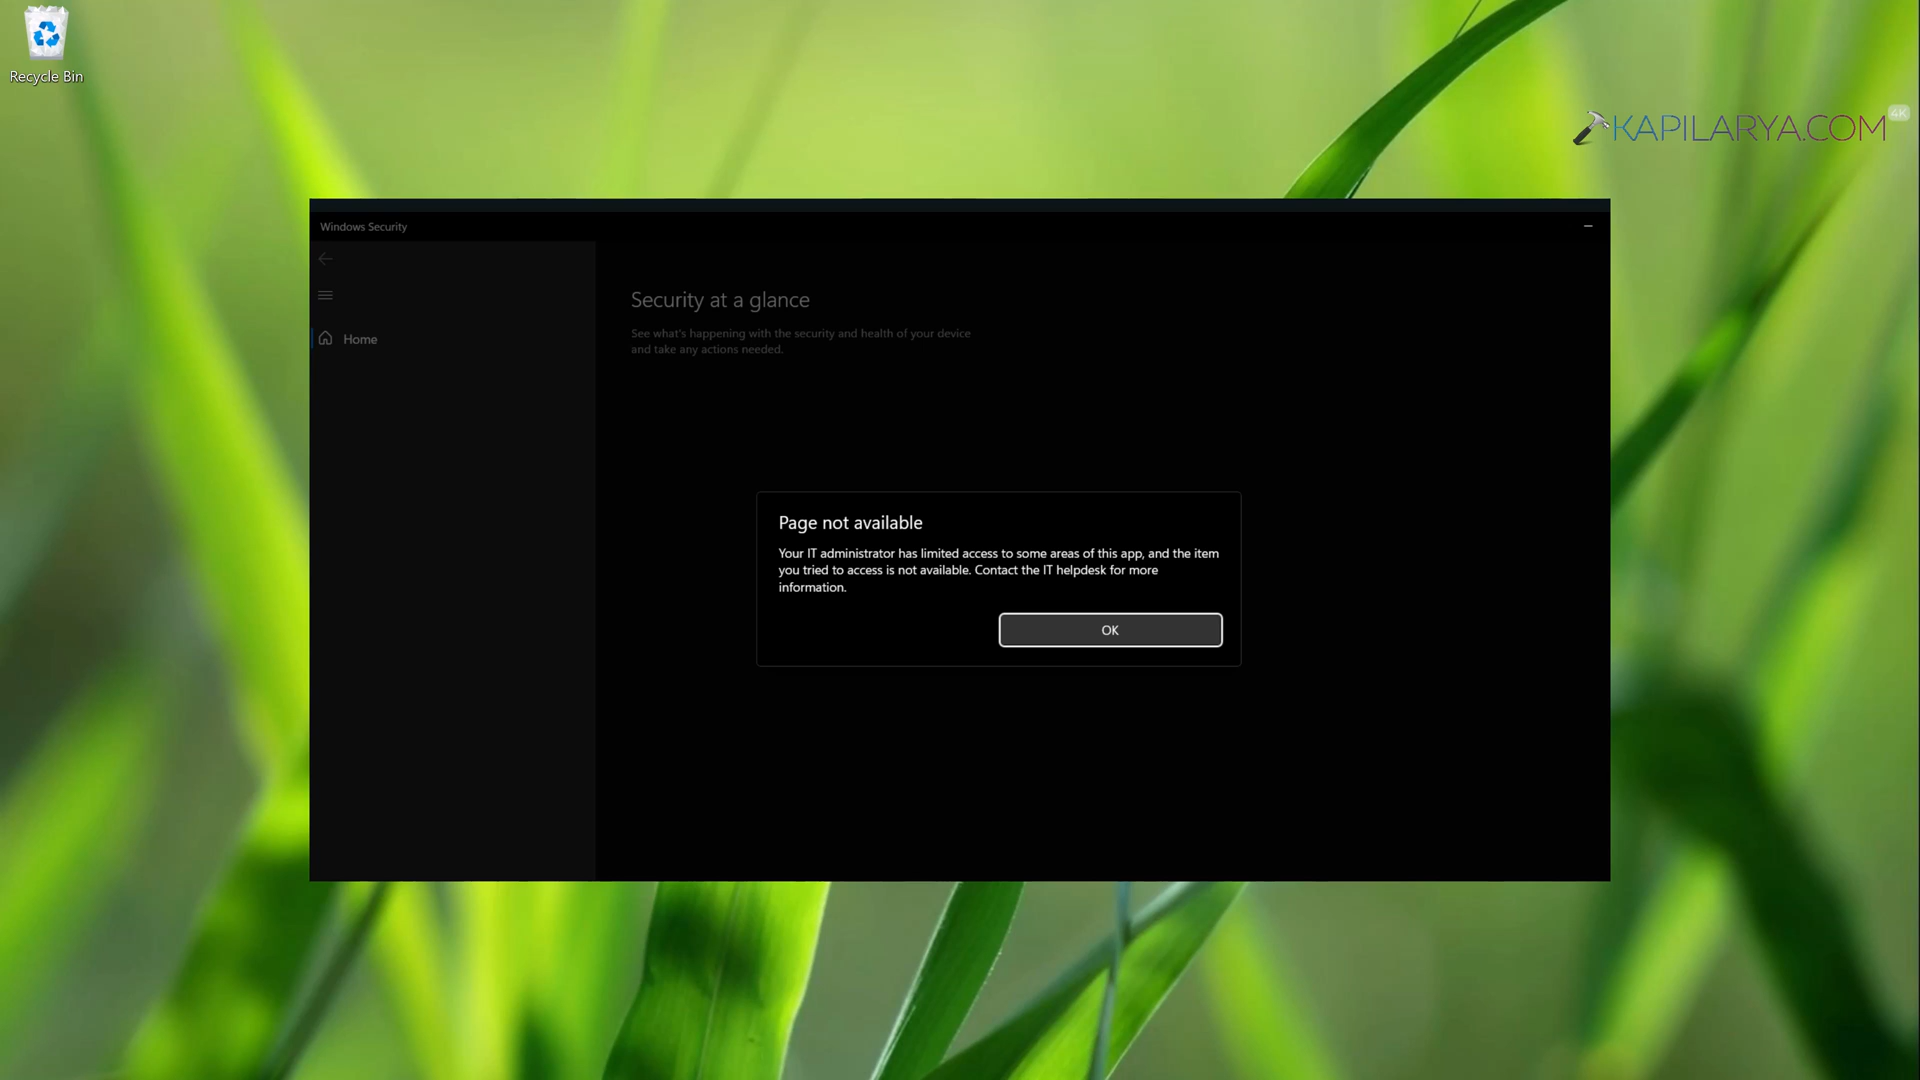 Recycle Bin
KAPILARYA.COM
4K
Windows Security
Home
Security at a glance
See what's happening with the security and health of your device
and take any actions needed.
Page not available
Your IT administrator has limited access to some areas of this app, and the item
you tried to access is not available. Contact the IT helpdesk for more
information.
OK